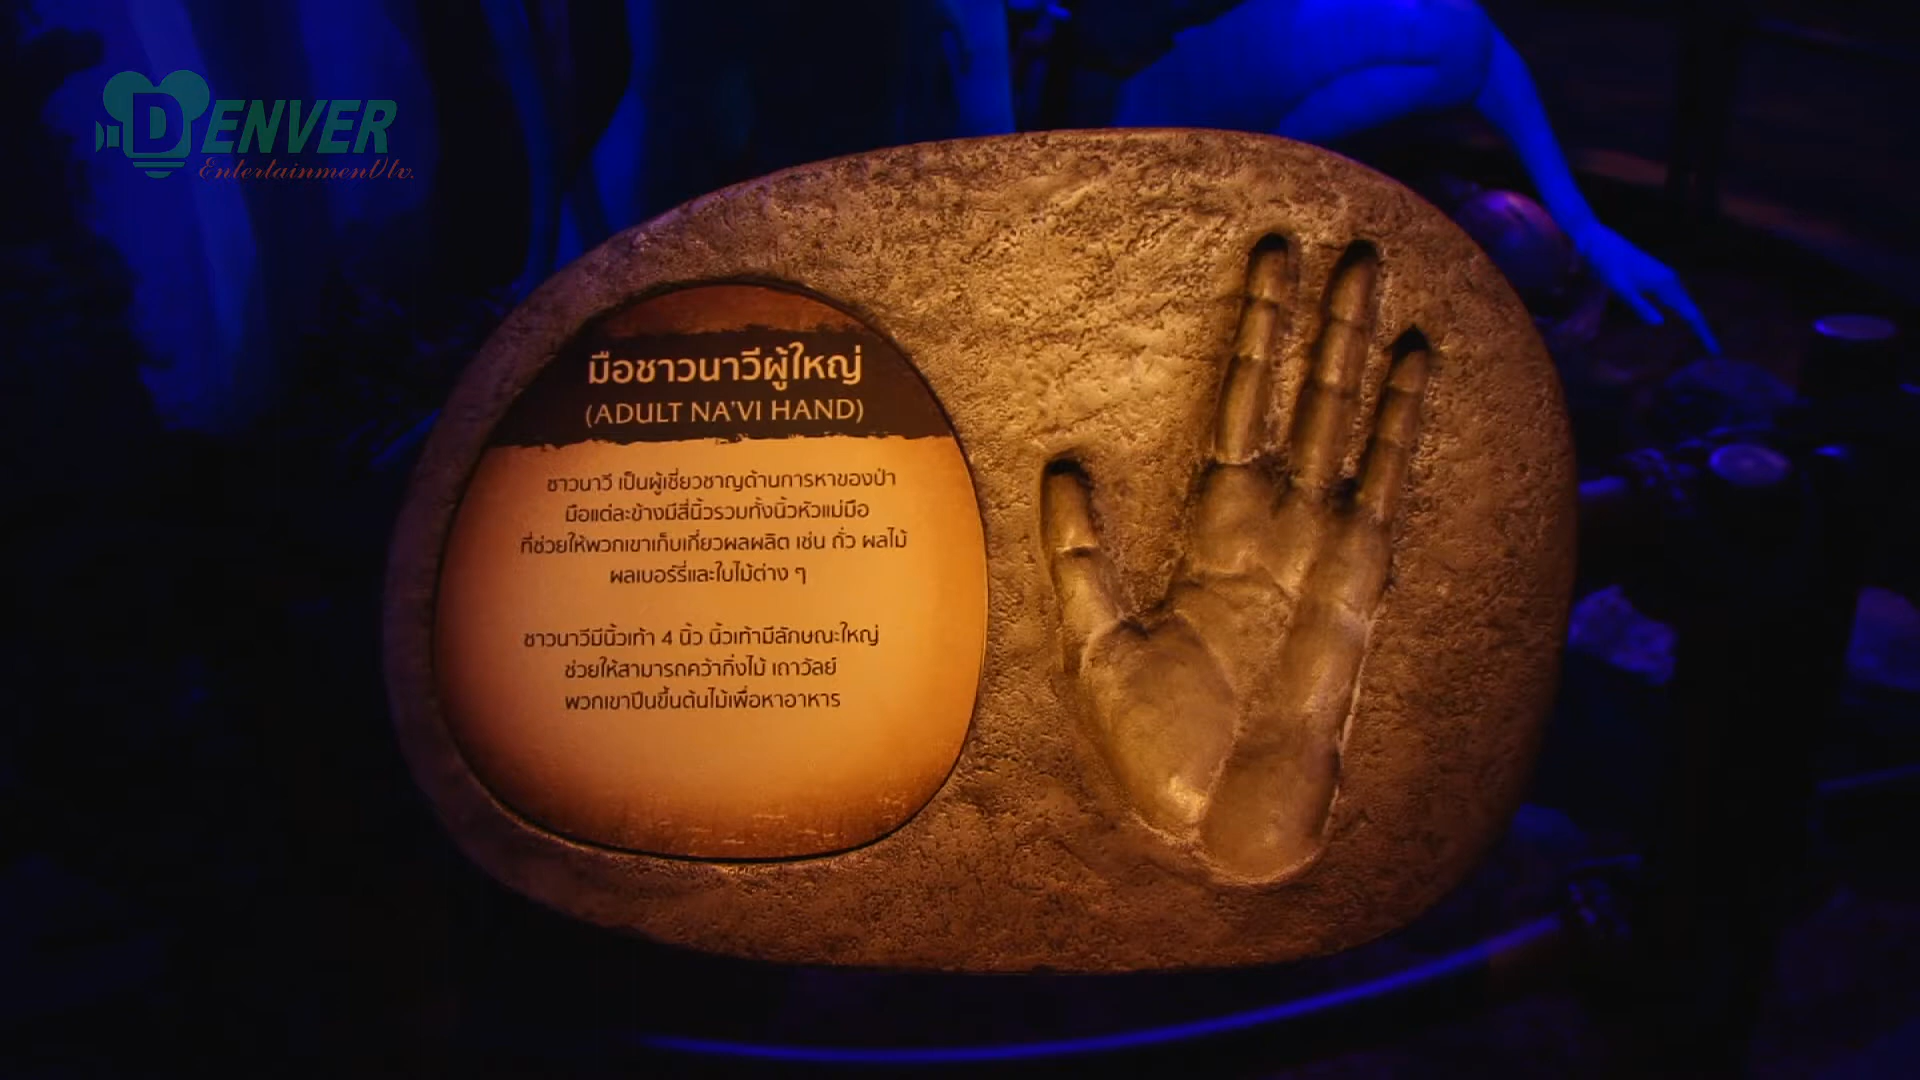 DENVER
EntertainmentVtv.
มือชาวนาวีผู้ใหญ่
(ADULT NA'VI HAND)
ชาวนาวี เป็นผู้เชี่ยวชาญด้านการหาของป่า
มือแต่ละข้างมีสี่นิ้วรวมทั้งนิ้วหัวแม่มือ
ที่ช่วยให้พวกเขาเก็บเกี่ยวผลผลิต เช่น ถั่ว ผลไม้
ผลเบอร์รี่และใบไม้ต่าง ๆ
ชาวนาวีมีนิ้วเท้า 4 นิ้ว นิ้วเท้ามีลักษณะใหญ่
ช่วยให้สามารถคว้ากิ่งไม้ เถาวัลย์
พวกเขาปีนขึ้นต้นไม้เพื่อหาอาหาร